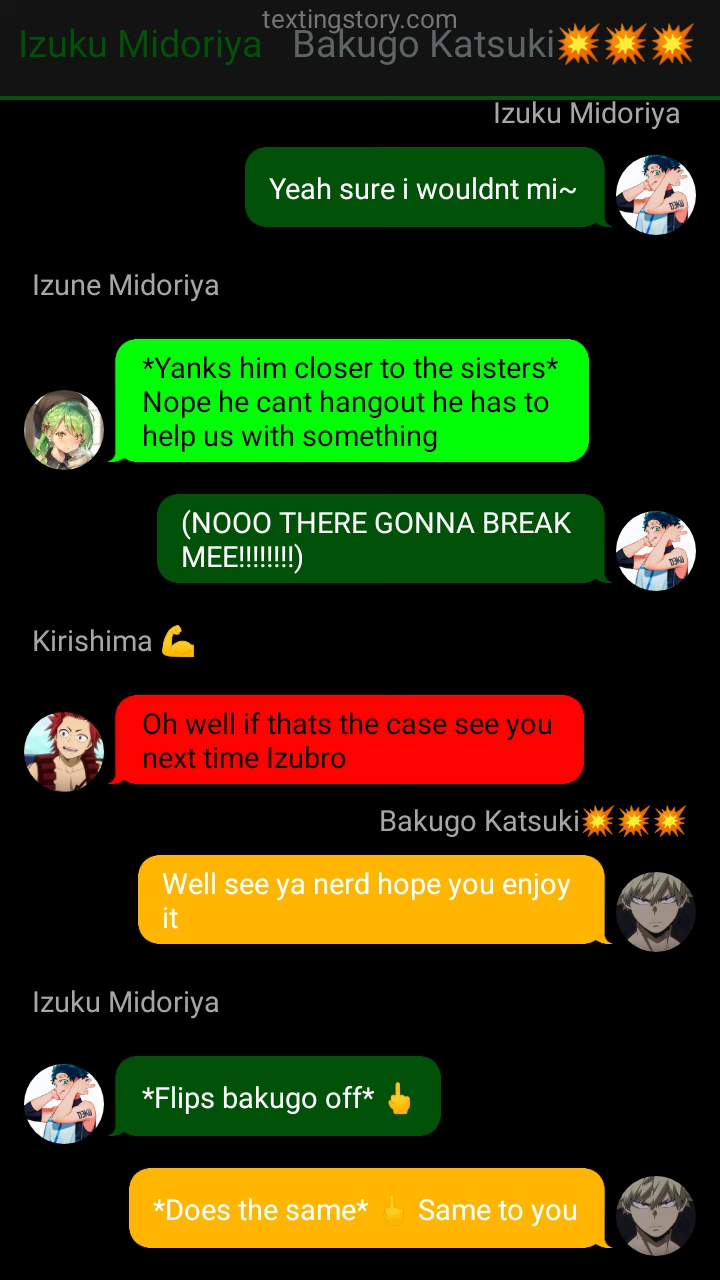 textingstory.com
Izuku Midoriya Bakugo Katsuki💥💥💥
Izuku Midoriya
Yeah sure i wouldnt mi~
Izune Midoriya
*Yanks him closer to the sisters*
Nope he cant hangout he has to
help us with something
(NOOO THERE GONNA BREAK
MEE!!!!!!!!)
Kirishima 💪
Oh well if thats the case see you
next time Izubro
Bakugo Katsuki💥💥💥
Well see ya nerd hope you enjoy
it
Izuku Midoriya
*Flips bakugo off* 🖕
*Does the same* 🖕 Same to you